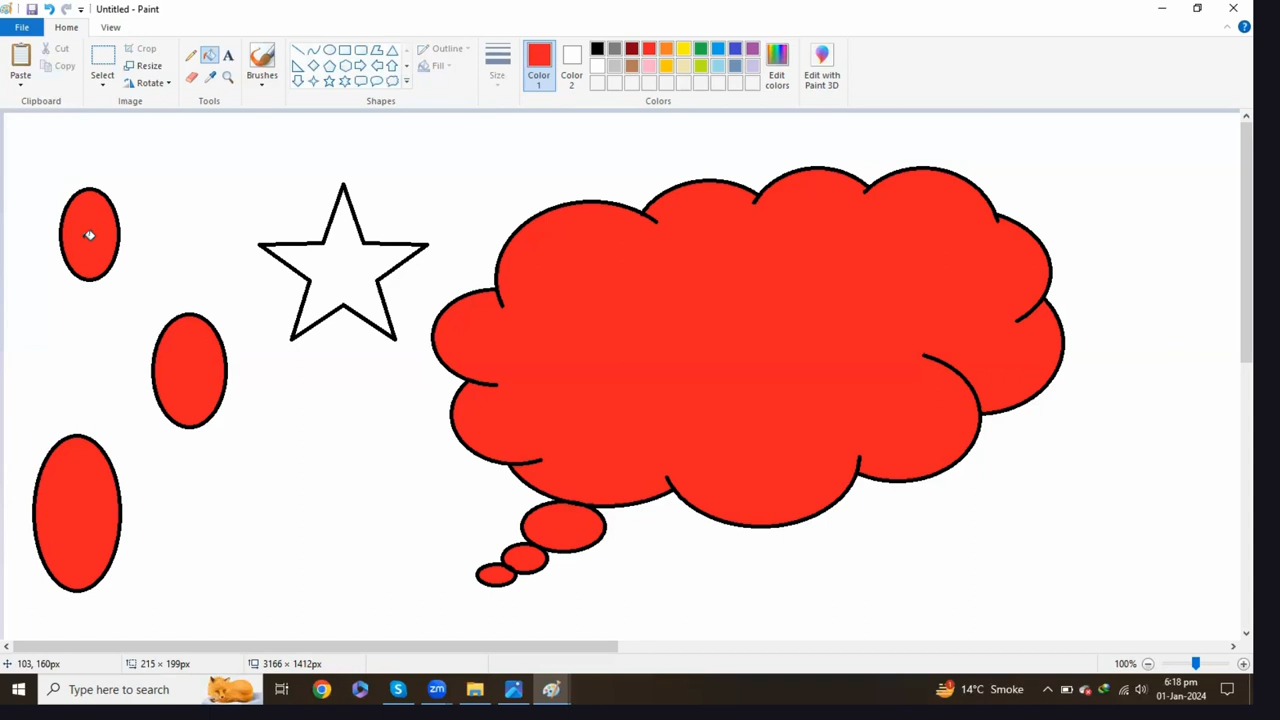 Untitled - Paint
File
Home
View
Paste
Cut
Copy
Clipboard
Select
Crop
Resize
Rotate
Image
A
Tools
Brushes
Outline
Fill
Shapes
Size
Color 1
Color 2
Edit colors
Colors
Edit with Paint 3D
103, 160px
215 × 199px
3166 × 1412px
100%
Type here to search
14°C Smoke
6:18 pm
01-Jan-2024